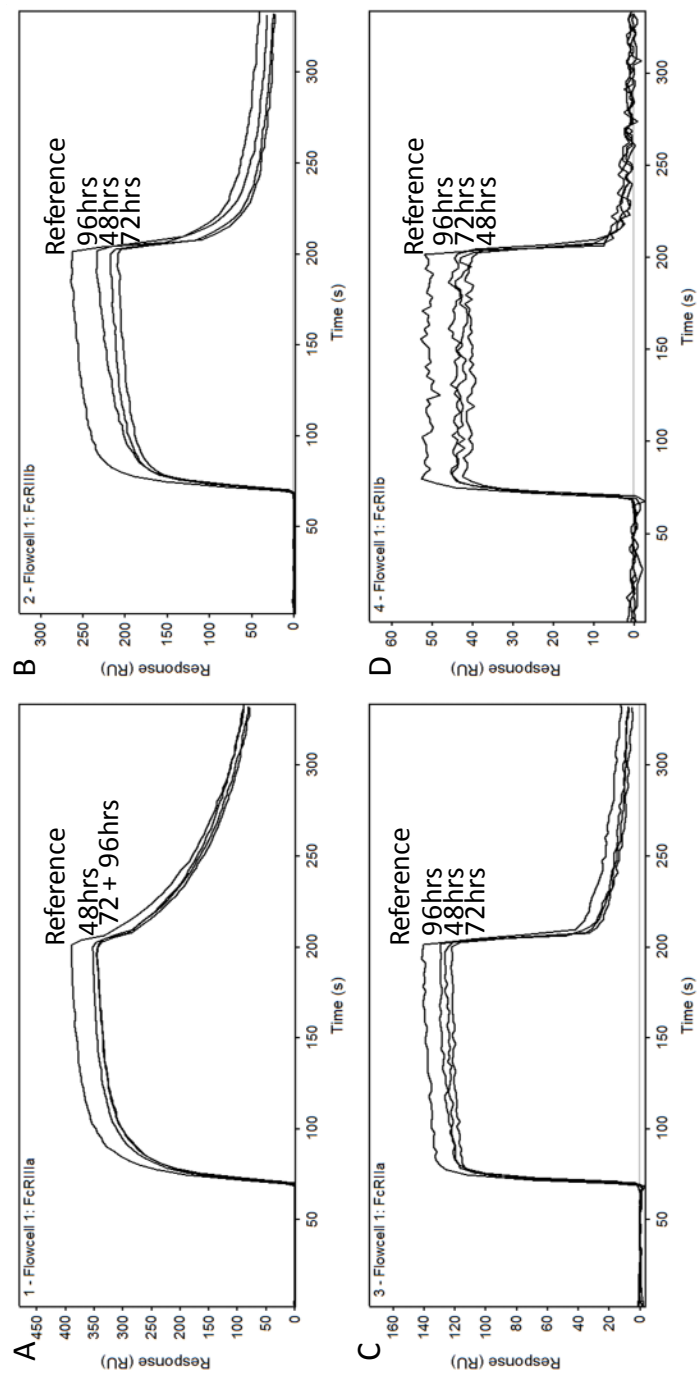 A
1 - Flowcell 1: FcRIIIa
Response (RU)
450
400
350
300
250
200
150
100
50
0
Reference
48hrs
72 + 96hrs
50
100
150
200
250
300
Time (s)
B
2 - Flowcell 1: FcRIIIb
Response (RU)
300
250
200
150
100
50
0
Reference
96hrs
48hrs
72hrs
50
100
150
200
250
300
Time (s)
C
3 - Flowcell 1: FcRIIa
Response (RU)
160
140
120
100
80
60
40
20
0
Reference
96hrs
48hrs
72hrs
50
100
150
200
250
300
Time (s)
D
4 - Flowcell 1: FcRIIb
Response (RU)
60
50
40
30
20
10
0
Reference
96hrs
72hrs
48hrs
50
100
150
200
250
300
Time (s)